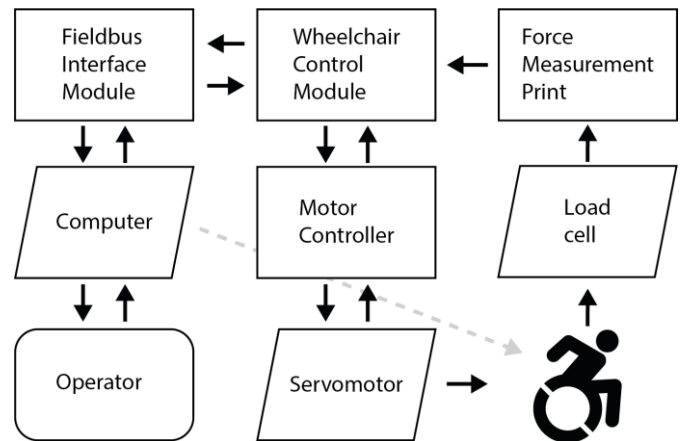 Fieldbus
Interface
Module
Wheelchair
Control
Module
Force
Measurement
Print
Computer
Motor
Controller
Load
cell
Operator
Servomotor